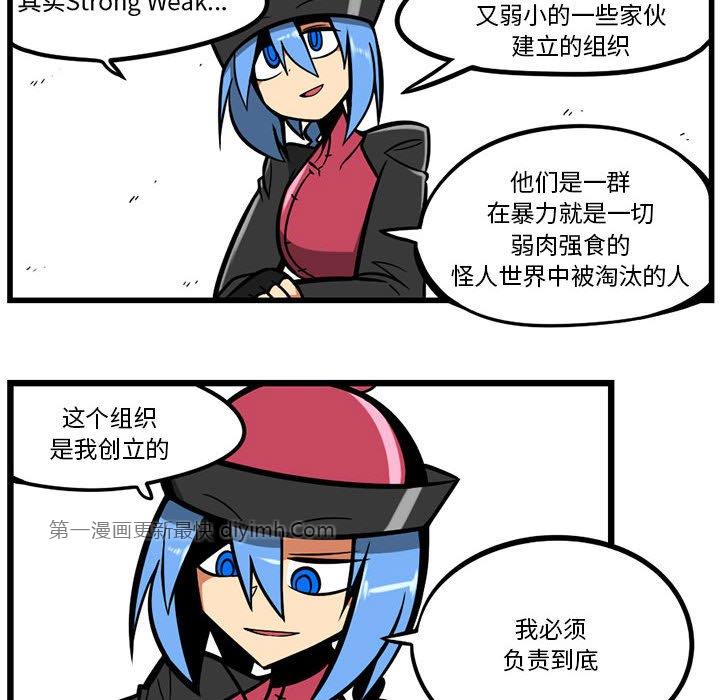 其实Strong Weak...
又弱小的一些家伙
建立的组织
他们是一群
在暴力就是一切
弱肉强食的
怪人世界中被淘汰的人
这个组织
是我创立的
第一漫画更新最快 diyimh.Com
我必须
负责到底